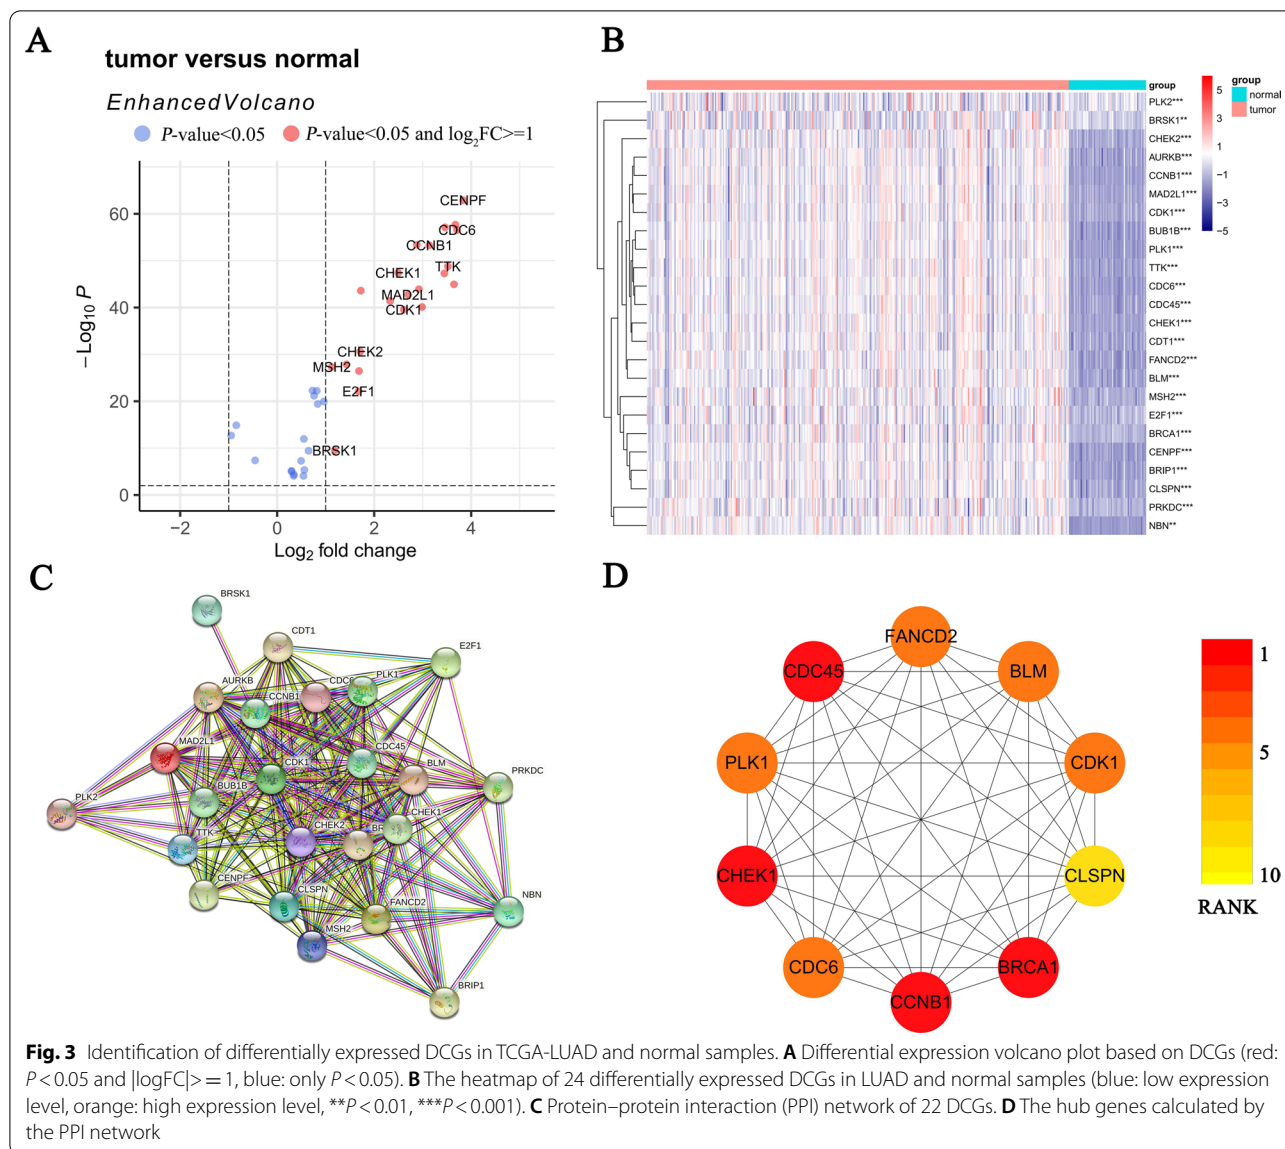 A
tumor versus normal
EnhancedVolcano
P-value<0.05
P-value<0.05 and log2FC>=1
−Log10 P
60
40
20
0
−2
0
2
4
Log2 fold change
CENPF
CDC6
CCNB1
TTK
CHEK1
MAD2L1
CDK1
CHEK2
MSH2
E2F1
BRSK1
B
group
PLK2***
BRSK1**
CHEK2***
AURKB***
CCNB1***
MAD2L1***
CDK1***
BUB1B***
PLK1***
TTK***
CDC6***
CDC45***
CHEK1***
CDT1***
FANCD2***
BLM***
MSH2***
E2F1***
BRCA1***
CENPF***
BRIP1***
CLSPN***
PRKDC***
NBN**
5
3
1
−1
−3
−5
group
normal
tumor
C
BRSK1
CDT1
E2F1
AURKB
CDC6
PLK1
CCNB1
MAD2L1
CDC45
CDK1
BLM
PRKDC
BUB1B
PLK2
CHEK1
CHEK2
BR
TTK
CENPF
CLSPN
FANCD2
NBN
MSH2
BRIP1
D
FANCD2
CDC45
BLM
PLK1
CDK1
CHEK1
CLSPN
CDC6
BRCA1
CCNB1
1
5
10
RANK
Fig. 3 Identification of differentially expressed DCGs in TCGA-LUAD and normal samples. A Differential expression volcano plot based on DCGs (red:
P < 0.05 and |logFC|> = 1, blue: only P < 0.05). B The heatmap of 24 differentially expressed DCGs in LUAD and normal samples (blue: low expression
level, orange: high expression level, **P < 0.01, ***P < 0.001). C Protein–protein interaction (PPI) network of 22 DCGs. D The hub genes calculated by
the PPI network